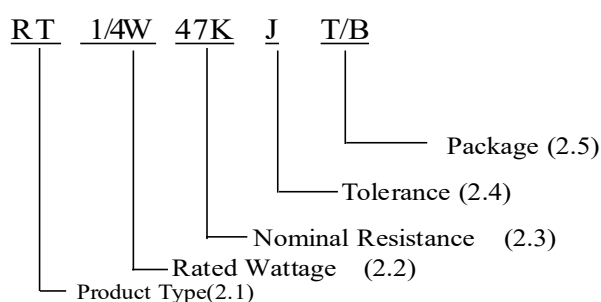 RT 1/4W 47K J T/B
Package (2.5)
Tolerance (2.4)
Nominal Resistance (2.3)
Rated Wattage (2.2)
Product Type(2.1)